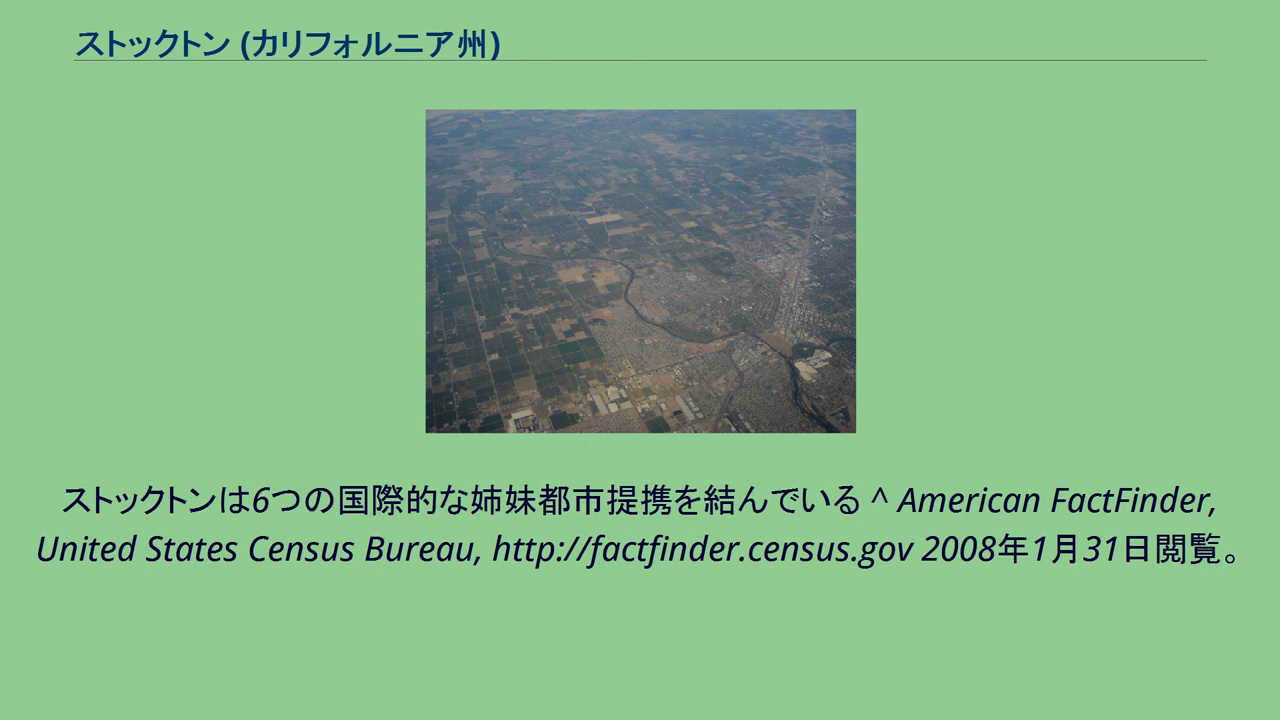 ストックトン (カリフォルニア州)
ストックトンは6つの国際的な姉妹都市提携を結んでいる ^ American FactFinder,
United States Census Bureau, http://factfinder.census.gov 2008年1月31日閲覧。